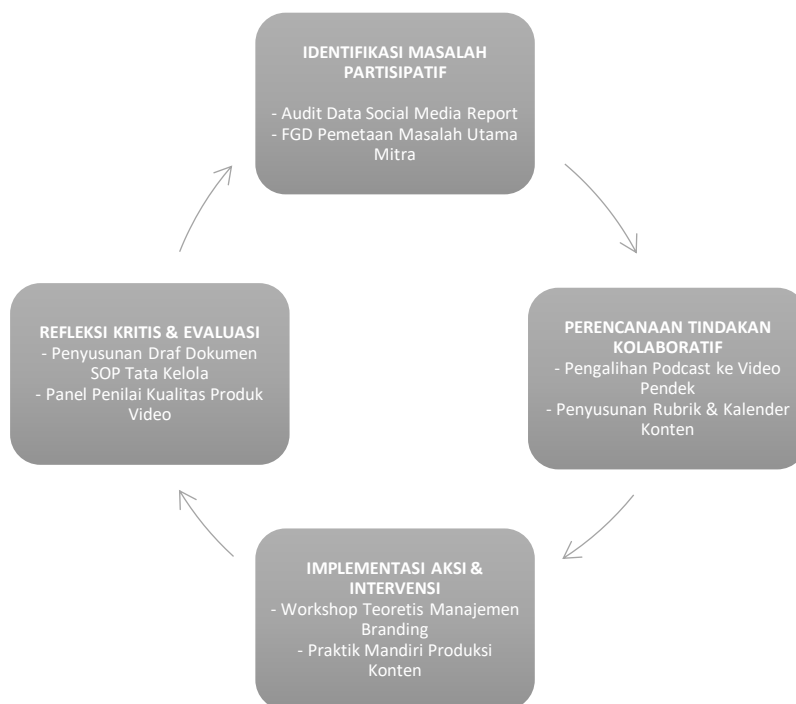 IDENTIFIKASI MASALAH
PARTISIPATIF
- Audit Data Social Media Report
- FGD Pemetaan Masalah Utama
Mitra
PERENCANAAN TINDAKAN
KOLABORATIF
- Pengalihan Podcast ke Video
Pendek
- Penyusunan Rubrik & Kalender
Konten
IMPLEMENTASI AKSI &
INTERVENSI
- Workshop Teoretis Manajemen
Branding
- Praktik Mandiri Produksi
Konten
REFLEKSI KRITIS & EVALUASI
- Penyusunan Draf Dokumen
SOP Tata Kelola
- Panel Penilai Kualitas Produk
Video